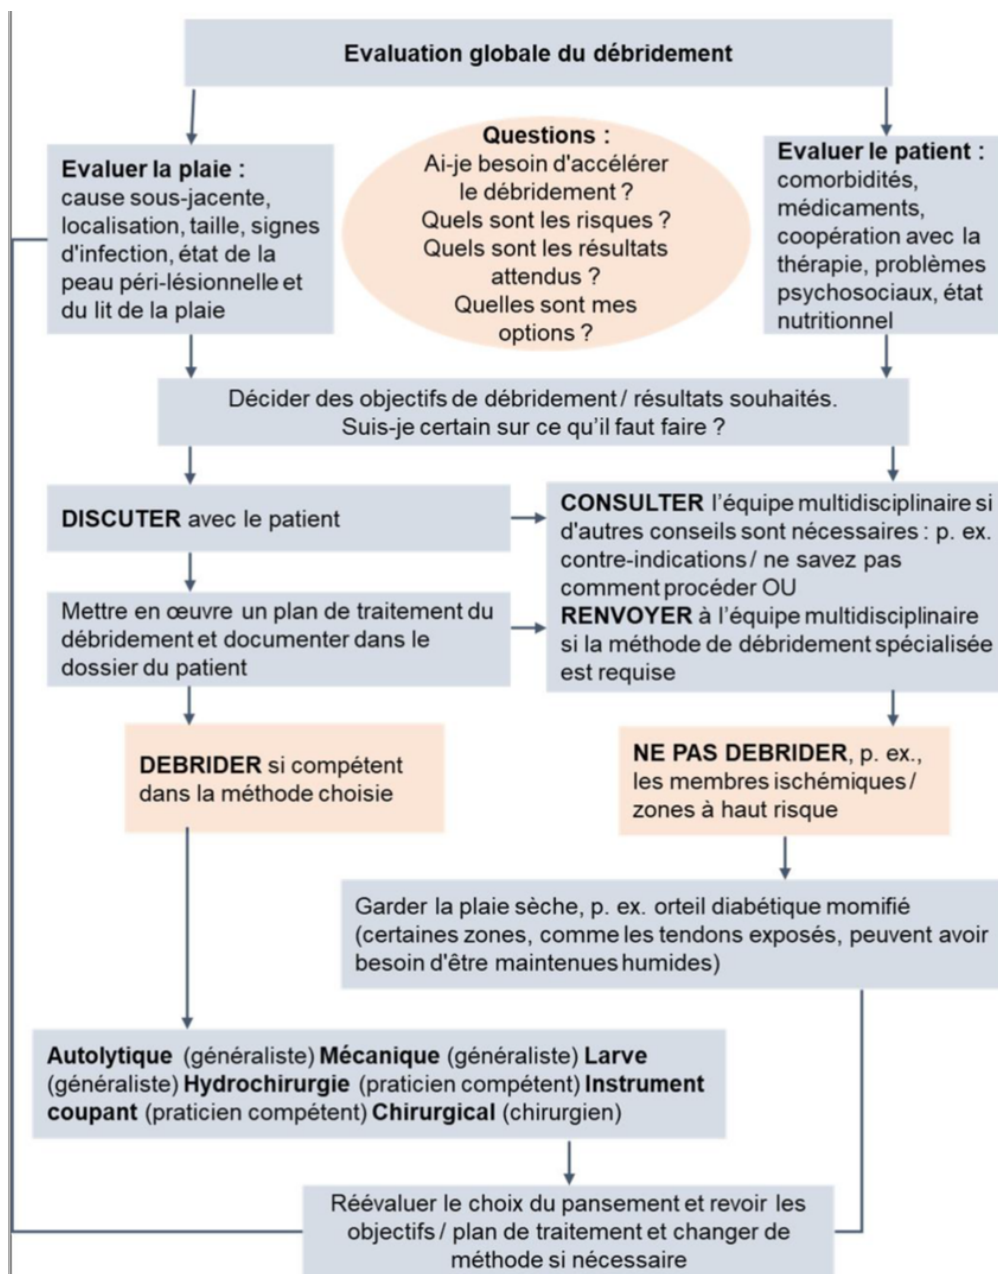 Evaluation globale du débridement
Evaluer la plaie :
cause sous-jacente,
localisation, taille, signes
d'infection, état de la
peau péri-lésionnelle et
du lit de la plaie
Questions :
Ai-je besoin d'accélérer
le débridement ?
Quels sont les risques ?
Quels sont les résultats
attendus ?
Quelles sont mes
options ?
Evaluer le patient :
comorbidités,
médicaments,
coopération avec la
thérapie, problèmes
psychosociaux, état
nutritionnel
Décider des objectifs de débridement / résultats souhaités.
Suis-je certain sur ce qu'il faut faire ?
DISCUTER avec le patient
CONSULTER l'équipe multidisciplinaire si
d'autres conseils sont nécessaires : p. ex.
contre-indications / ne savez pas
comment procéder OU
RENVOYER à l'équipe multidisciplinaire
si la méthode de débridement spécialisée
est requise
Mettre en œuvre un plan de traitement du
débridement et documenter dans le
dossier du patient
DEBRIDER si compétent
dans la méthode choisie
NE PAS DEBRIDER, p. ex.,
les membres ischémiques /
zones à haut risque
Garder la plaie sèche, p. ex. orteil diabétique momifié
(certaines zones, comme les tendons exposés, peuvent avoir
besoin d'être maintenues humides)
Autolytique (généraliste) Mécanique (généraliste) Larve
(généraliste) Hydrochirurgie (praticien compétent) Instrument
coupant (praticien compétent) Chirurgical (chirurgien)
Réévaluer le choix du pansement et revoir les
objectifs / plan de traitement et changer de
méthode si nécessaire